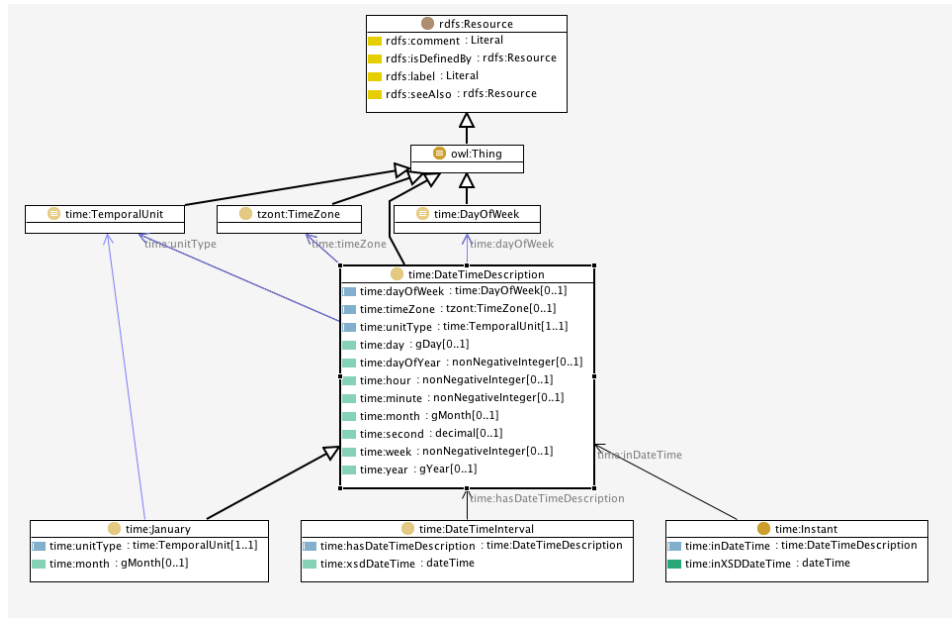 rdfs:Resource
rdfs:comment : Literal
rdfs:isDefinedBy : rdfs:Resource
rdfs:label : Literal
rdfs:seeAlso : rdfs:Resource
owl:Thing
time:TemporalUnit
tzont:TimeZone
time:DayOfWeek
time:unitType
time:timeZone
time:dayOfWeek
time:DateTimeDescription
time:dayOfWeek : time:DayOfWeek[0..1]
time:timeZone : tzont:TimeZone[0..1]
time:unitType : time:TemporalUnit[1..1]
time:day : gDay[0..1]
time:dayOfYear : nonNegativeInteger[0..1]
time:hour : nonNegativeInteger[0..1]
time:minute : nonNegativeInteger[0..1]
time:month : gMonth[0..1]
time:second : decimal[0..1]
time:week : nonNegativeInteger[0..1]
time:year : gYear[0..1]
time:inDateTime
time:hasDateTimeDescription
time:January
time:unitType : time:TemporalUnit[1..1]
time:month : gMonth[0..1]
time:DateTimeInterval
time:hasDateTimeDescription : time:DateTimeDescription
time:xsdDateTime : dateTime
time:Instant
time:inDateTime : time:DateTimeDescription
time:inXSDDateTime : dateTime